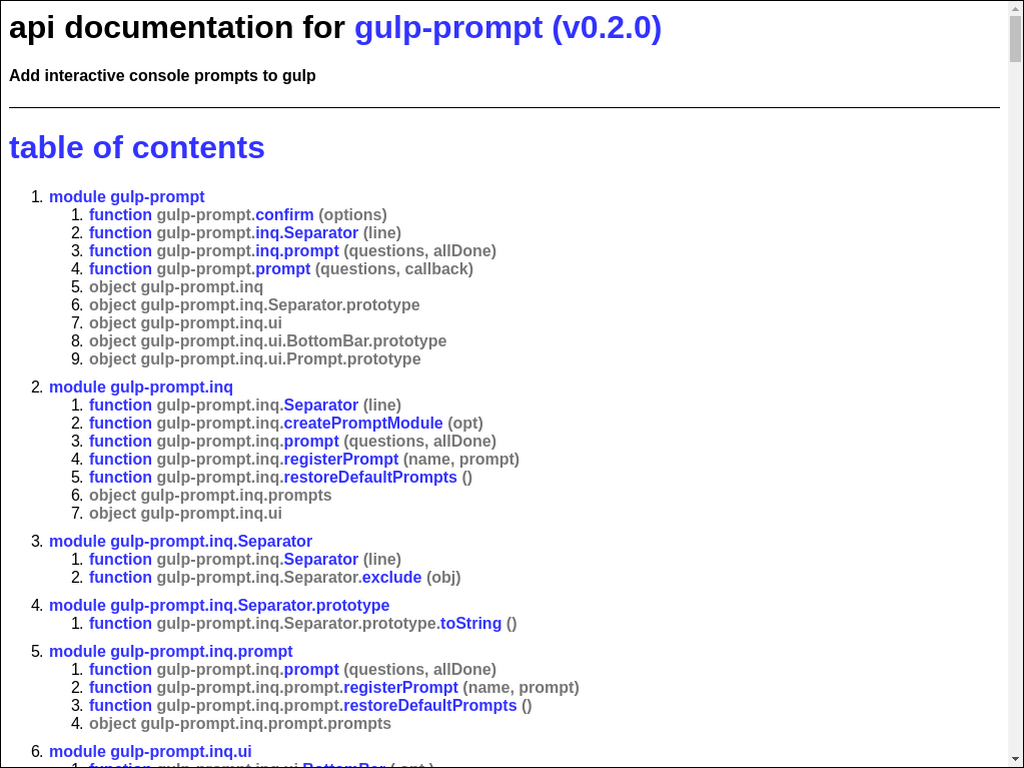 api documentation for gulp-prompt (v0.2.0)
Add interactive console prompts to gulp
table of contents
1. module gulp-prompt
1. function gulp-prompt.confirm (options)
2. function gulp-prompt.inq.Separator (line)
3. function gulp-prompt.inq.prompt (questions, allDone)
4. function gulp-prompt.prompt (questions, callback)
5. object gulp-prompt.inq
6. object gulp-prompt.inq.Separator.prototype
7. object gulp-prompt.inq.ui
8. object gulp-prompt.inq.ui.BottomBar.prototype
9. object gulp-prompt.inq.ui.Prompt.prototype
2. module gulp-prompt.inq
1. function gulp-prompt.inq.Separator (line)
2. function gulp-prompt.inq.createPromptModule (opt)
3. function gulp-prompt.inq.prompt (questions, allDone)
4. function gulp-prompt.inq.registerPrompt (name, prompt)
5. function gulp-prompt.inq.restoreDefaultPrompts ()
6. object gulp-prompt.inq.prompts
7. object gulp-prompt.inq.ui
3. module gulp-prompt.inq.Separator
1. function gulp-prompt.inq.Separator (line)
2. function gulp-prompt.inq.Separator.exclude (obj)
4. module gulp-prompt.inq.Separator.prototype
1. function gulp-prompt.inq.Separator.prototype.toString ()
5. module gulp-prompt.inq.prompt
1. function gulp-prompt.inq.prompt (questions, allDone)
2. function gulp-prompt.inq.prompt.registerPrompt (name, prompt)
3. function gulp-prompt.inq.prompt.restoreDefaultPrompts ()
4. object gulp-prompt.inq.prompt.prompts
6. module gulp-prompt.inq.ui
1. function gulp-prompt.inq.ui.BottomBar ( opt )